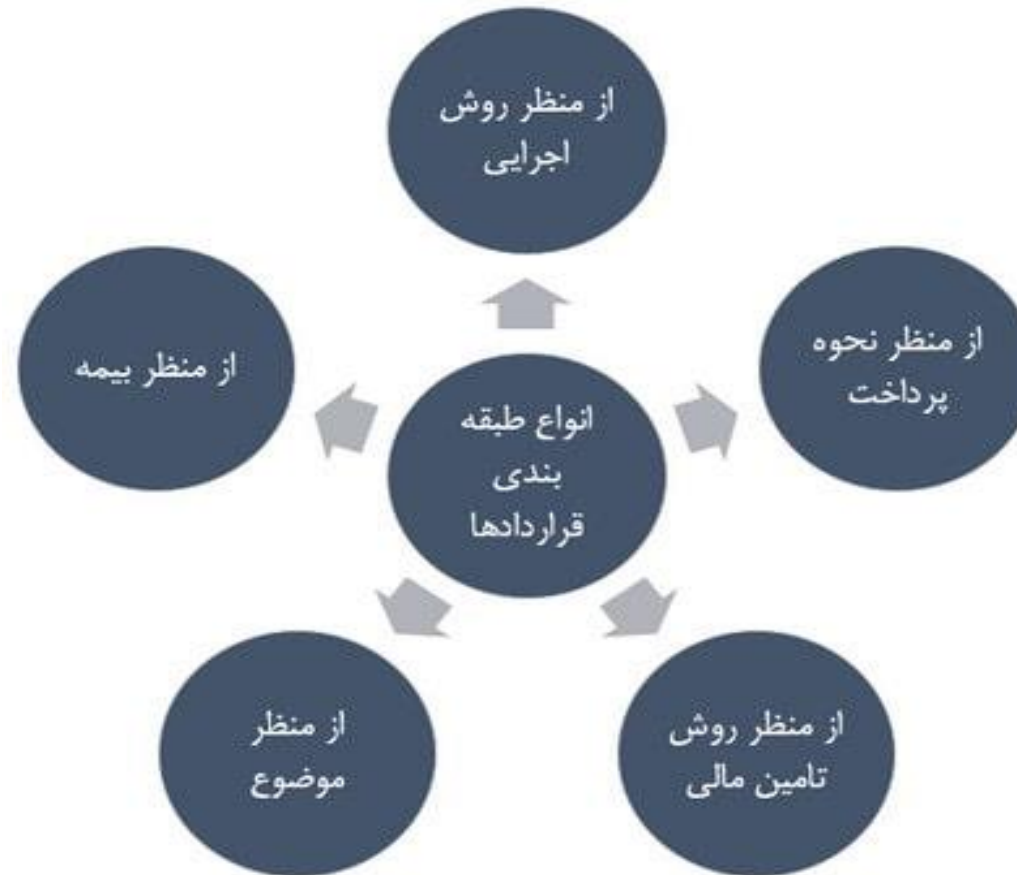 از منظر روش
اجرایی
از منظر نحوه
پرداخت
از منظر بیمه
انواع طبقه
بندی
قراردادها
از منظر روش
تامین مالی
از منظر
موضوع